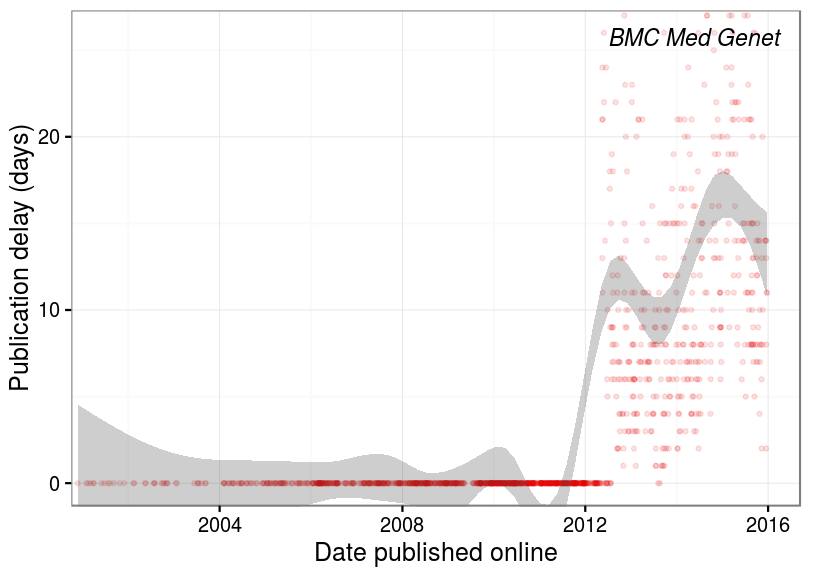 BMC Med Genet
Publication delay (days)
20
10
0
2004 2008 2012 2016
Date published online